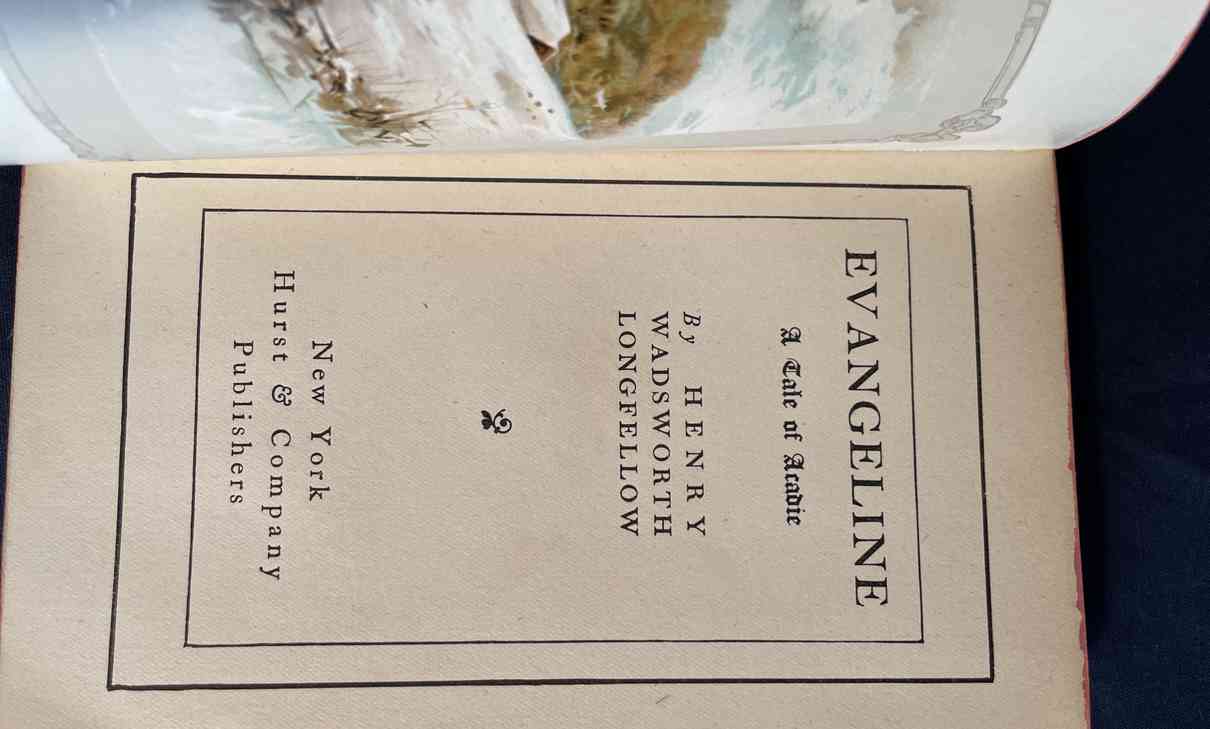 EVANGELINE
A Tale of Acadie
By HENRY
WADSWORTH
LONGFELLOW
New York
Hurst & Company
Publishers